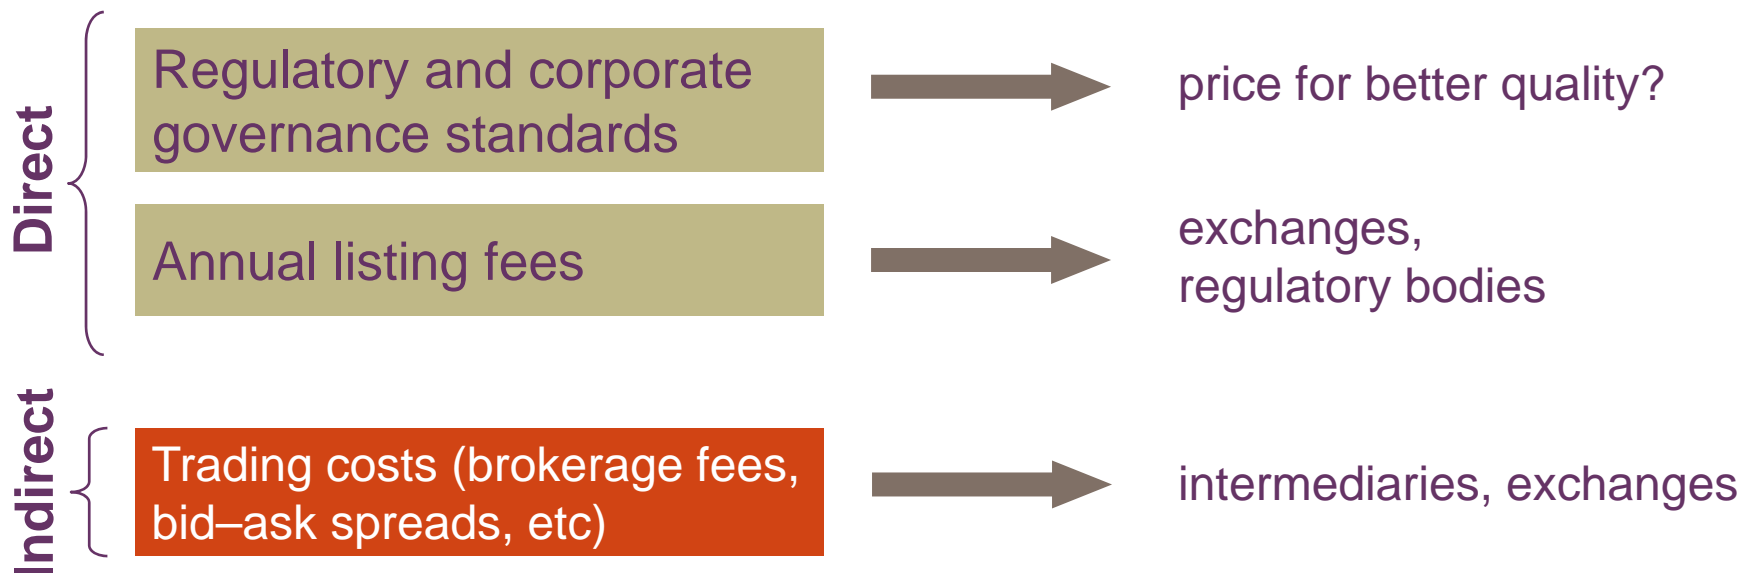 Direct
Regulatory and corporate
governance standards
price for better quality?
Annual listing fees
exchanges,
regulatory bodies
Indirect
Trading costs (brokerage fees,
bid–ask spreads, etc)
intermediaries, exchanges